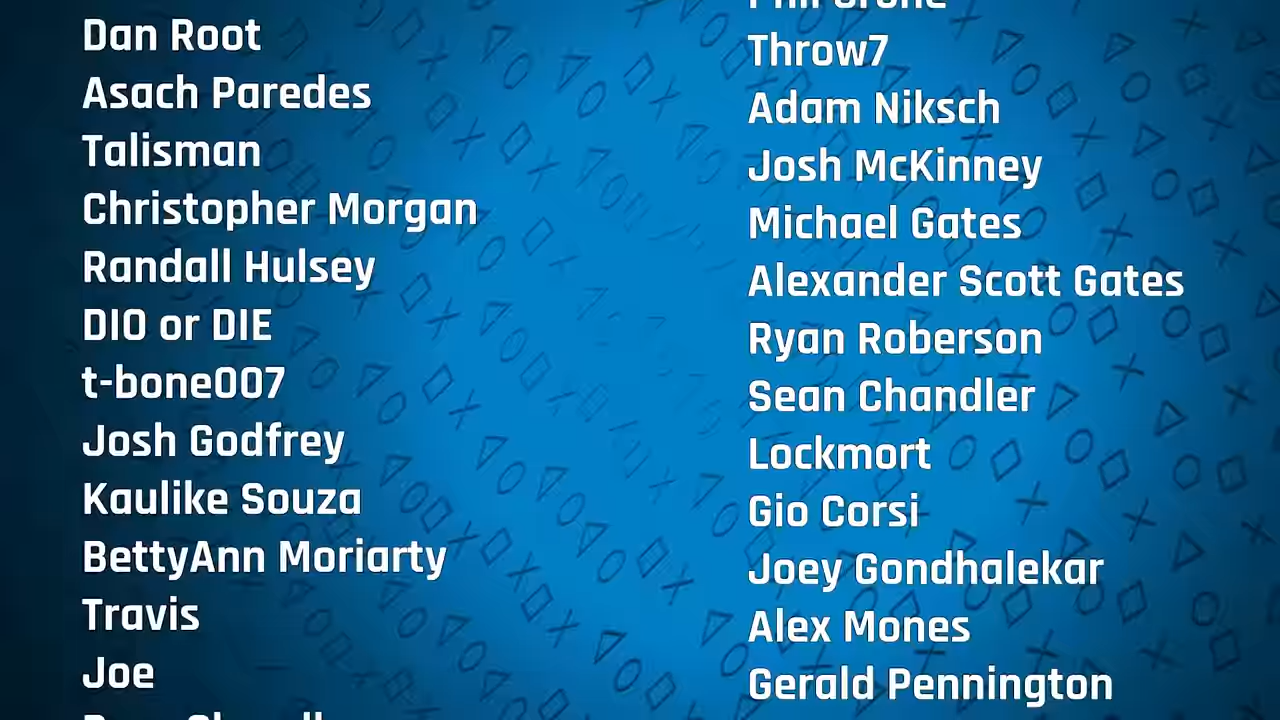 Dan Root
Asach Paredes
Talisman
Christopher Morgan
Randall Hulsey
DIO or DIE
t-bone007
Josh Godfrey
Kaulike Souza
BettyAnn Moriarty
Travis
Joe
Throw7
Adam Niksch
Josh McKinney
Michael Gates
Alexander Scott Gates
Ryan Roberson
Sean Chandler
Lockmort
Gio Corsi
Joey Gondhalekar
Alex Mones
Gerald Pennington